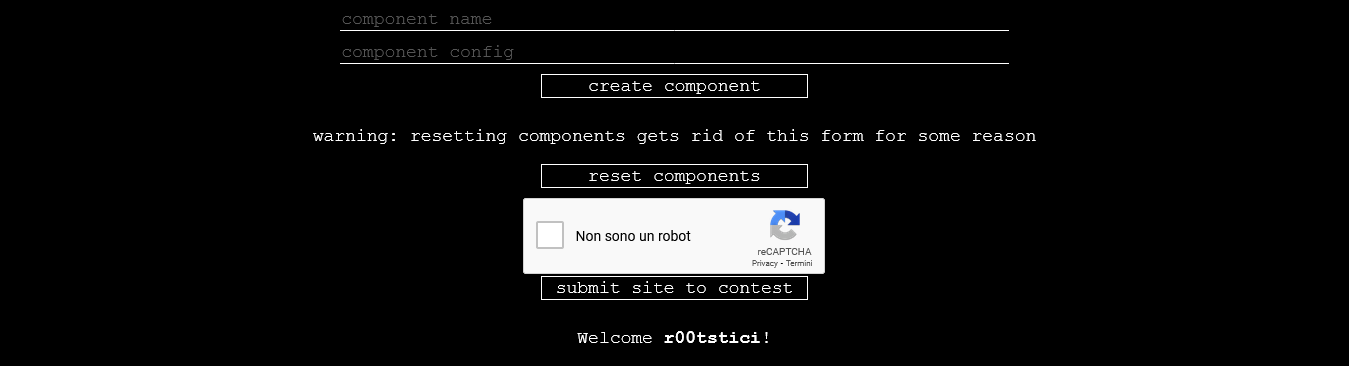 component name
component config
create component
warning: resetting components gets rid of this form for some reason
reset components
Non sono un robot
reCAPTCHA
Privacy - Termini
submit site to contest
Welcome r00tstici!